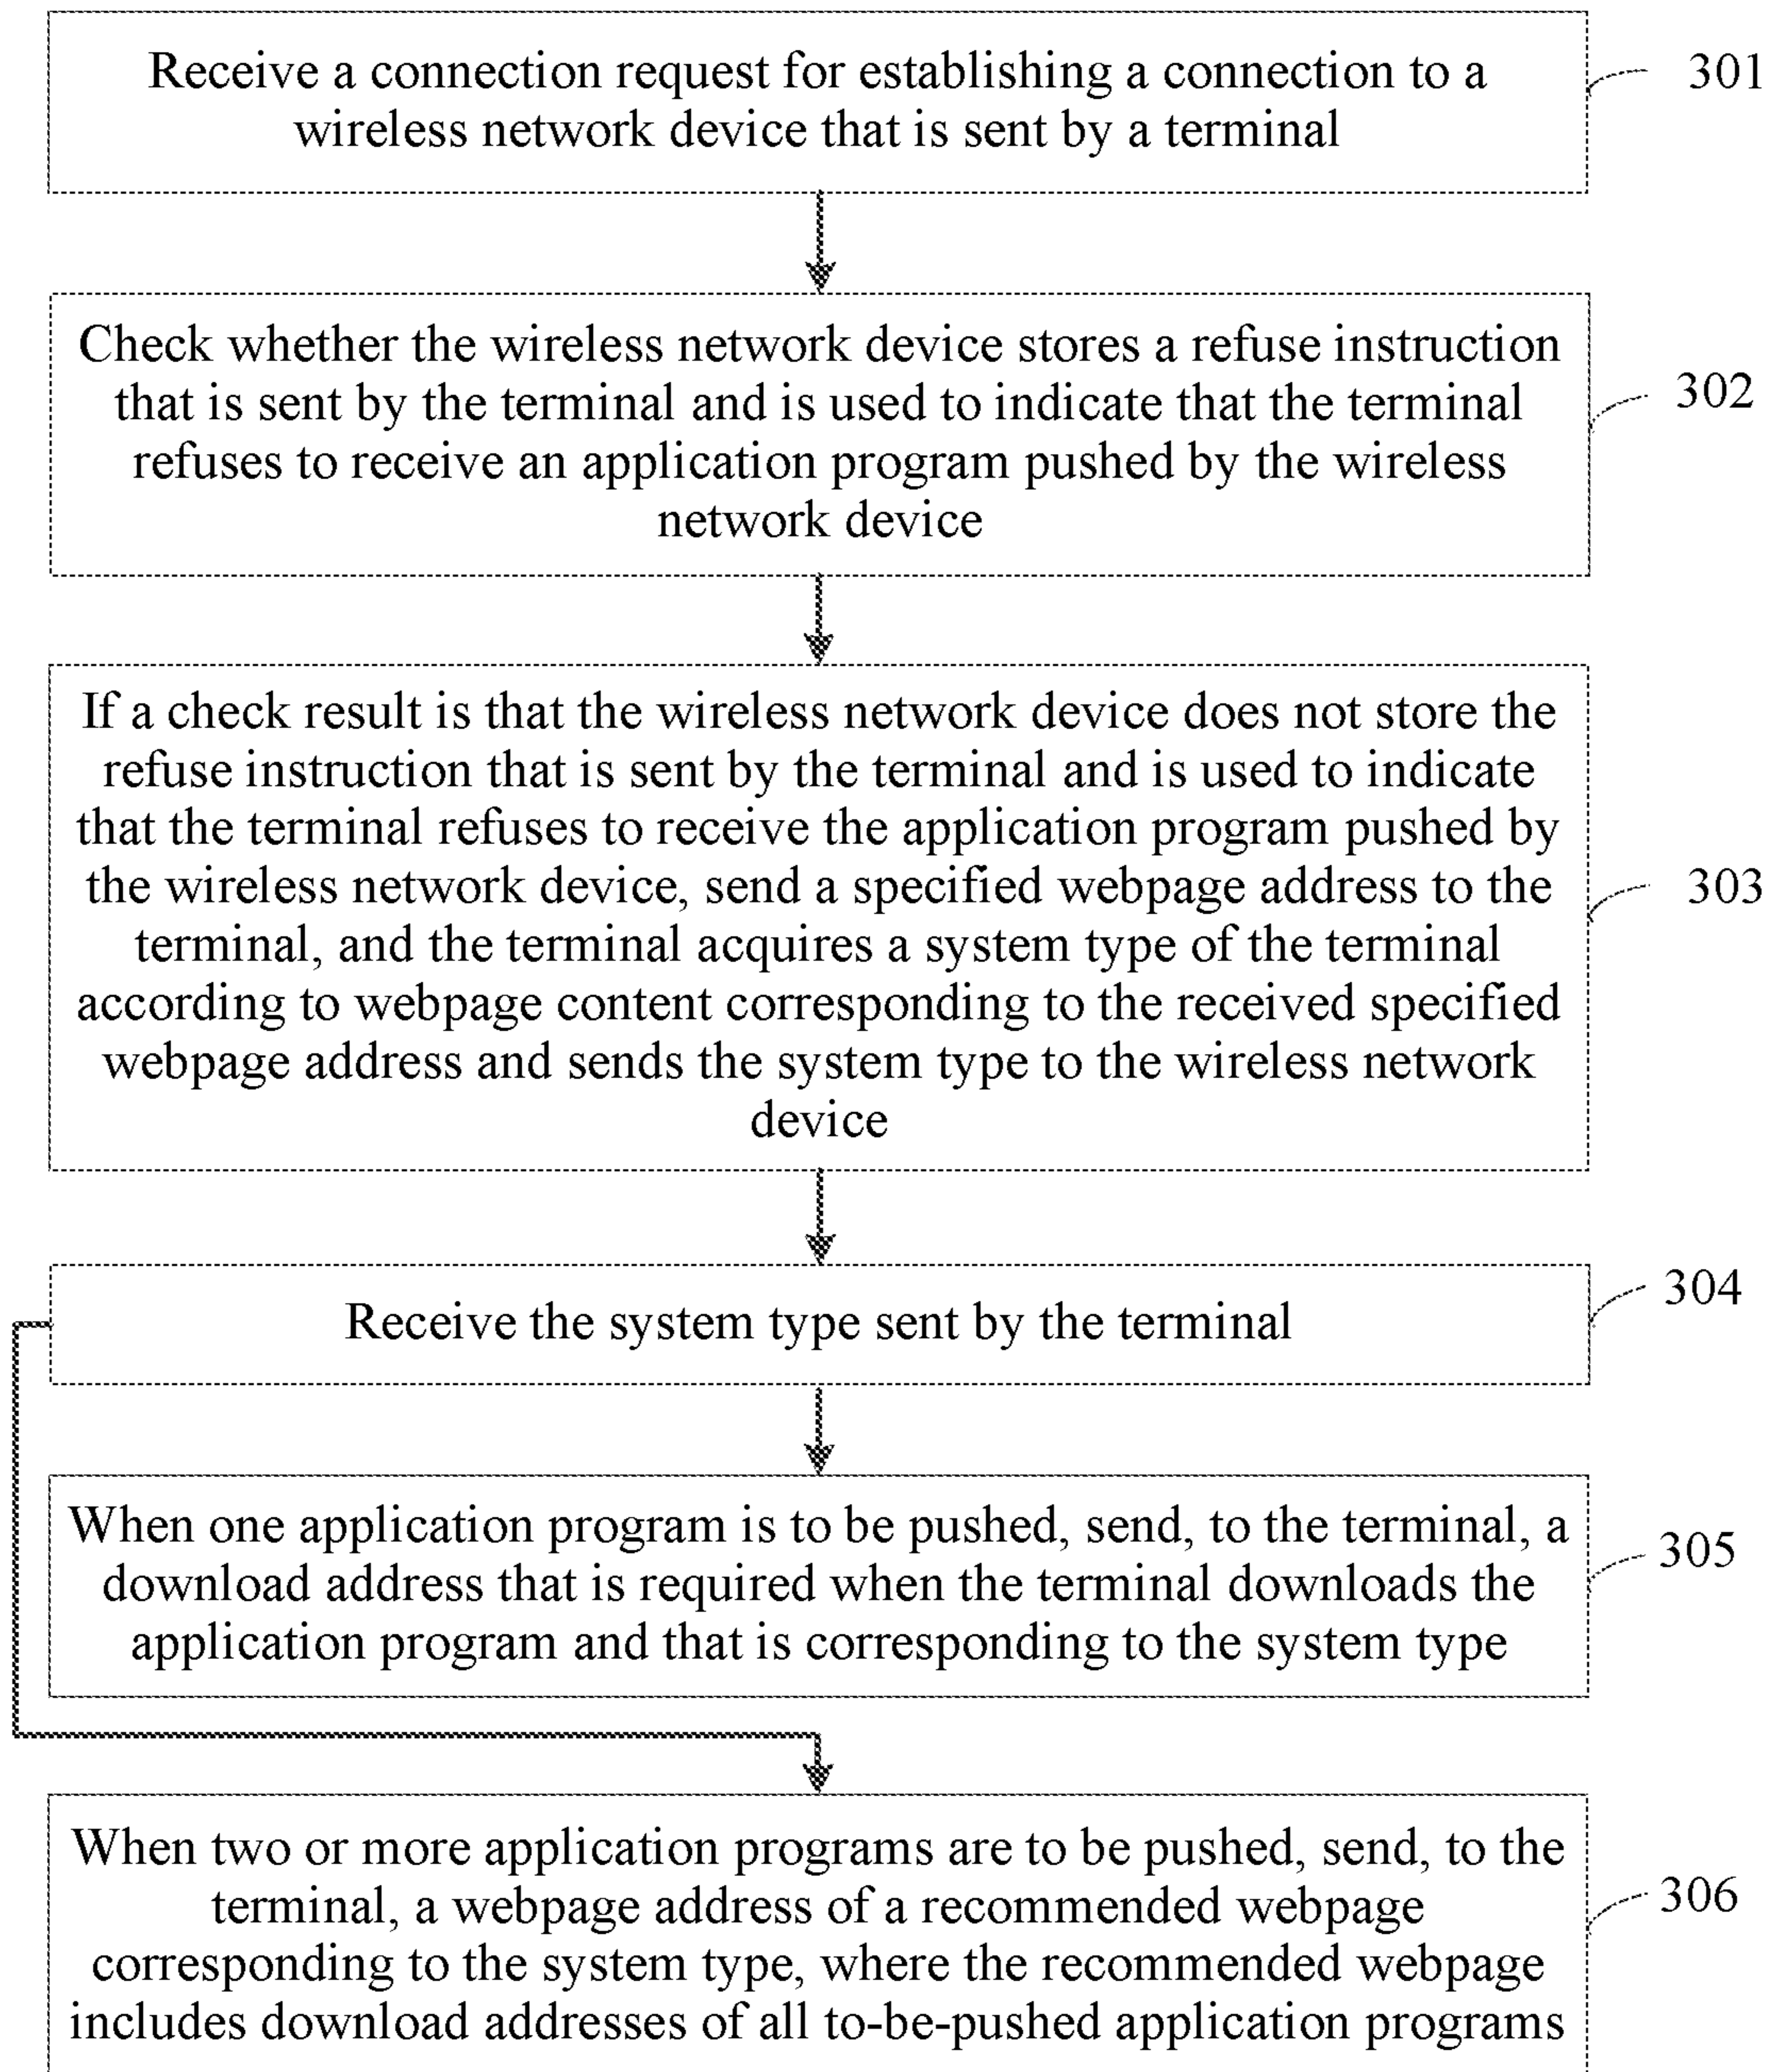 Receive a connection request for establishing a connection to a
wireless network device that is sent by a terminal
301
Check whether the wireless network device stores a refuse instruction
that is sent by the terminal and is used to indicate that the terminal
refuses to receive an application program pushed by the wireless
network device
302
If a check result is that the wireless network device does not store the
refuse instruction that is sent by the terminal and is used to indicate
that the terminal refuses to receive the application program pushed by
the wireless network device, send a specified webpage address to the
terminal, and the terminal acquires a system type of the terminal
according to webpage content corresponding to the received specified
webpage address and sends the system type to the wireless network
device
303
Receive the system type sent by the terminal
304
When one application program is to be pushed, send, to the terminal, a
download address that is required when the terminal downloads the
application program and that is corresponding to the system type
305
When two or more application programs are to be pushed, send, to the
terminal, a webpage address of a recommended webpage
corresponding to the system type, where the recommended webpage
includes download addresses of all to-be-pushed application programs
306